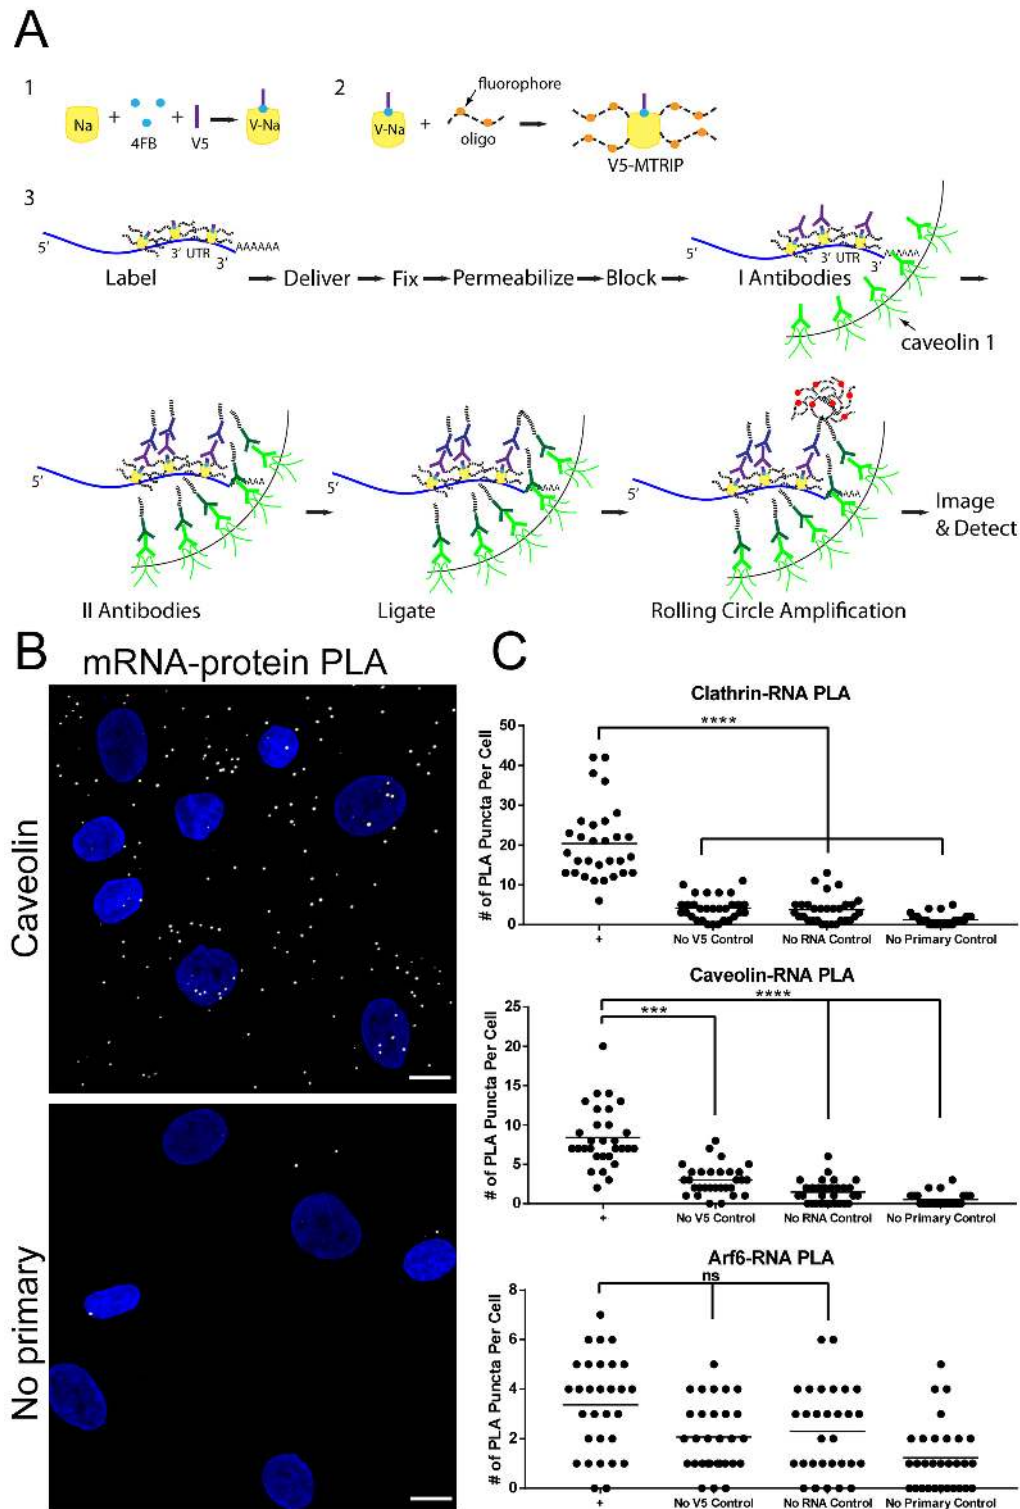 A
1
2
fluorophore
Na
+
+
V-Na
V-Na
+
4FB
V5
oligo
V5-MTRIP
3
5'
3' UTR
3'
AAAAAA
5'
3' UTR
3'
AAAAAA
Label
Deliver
Fix
Permeabilize
Block
I Antibodies
caveolin 1
5'
AAAA
5'
AAAA
5'
AAAA
Image
& Detect
II Antibodies
Ligate
Rolling Circle Amplification
B
mRNA-protein PLA
Caveolin
No primary
C
Clathrin-RNA PLA
****
# of PLA Puncta Per Cell
50
40
30
20
10
0
+
No V5 Control
No RNA Control
No Primary Control
Caveolin-RNA PLA
****
***
# of PLA Puncta Per Cell
25
20
15
10
5
0
+
No V5 Control
No RNA Control
No Primary Control
Arf6-RNA PLA
ns
# of PLA Puncta Per Cell
8
6
4
2
0
+
No V5 Control
No RNA Control
No Primary Control